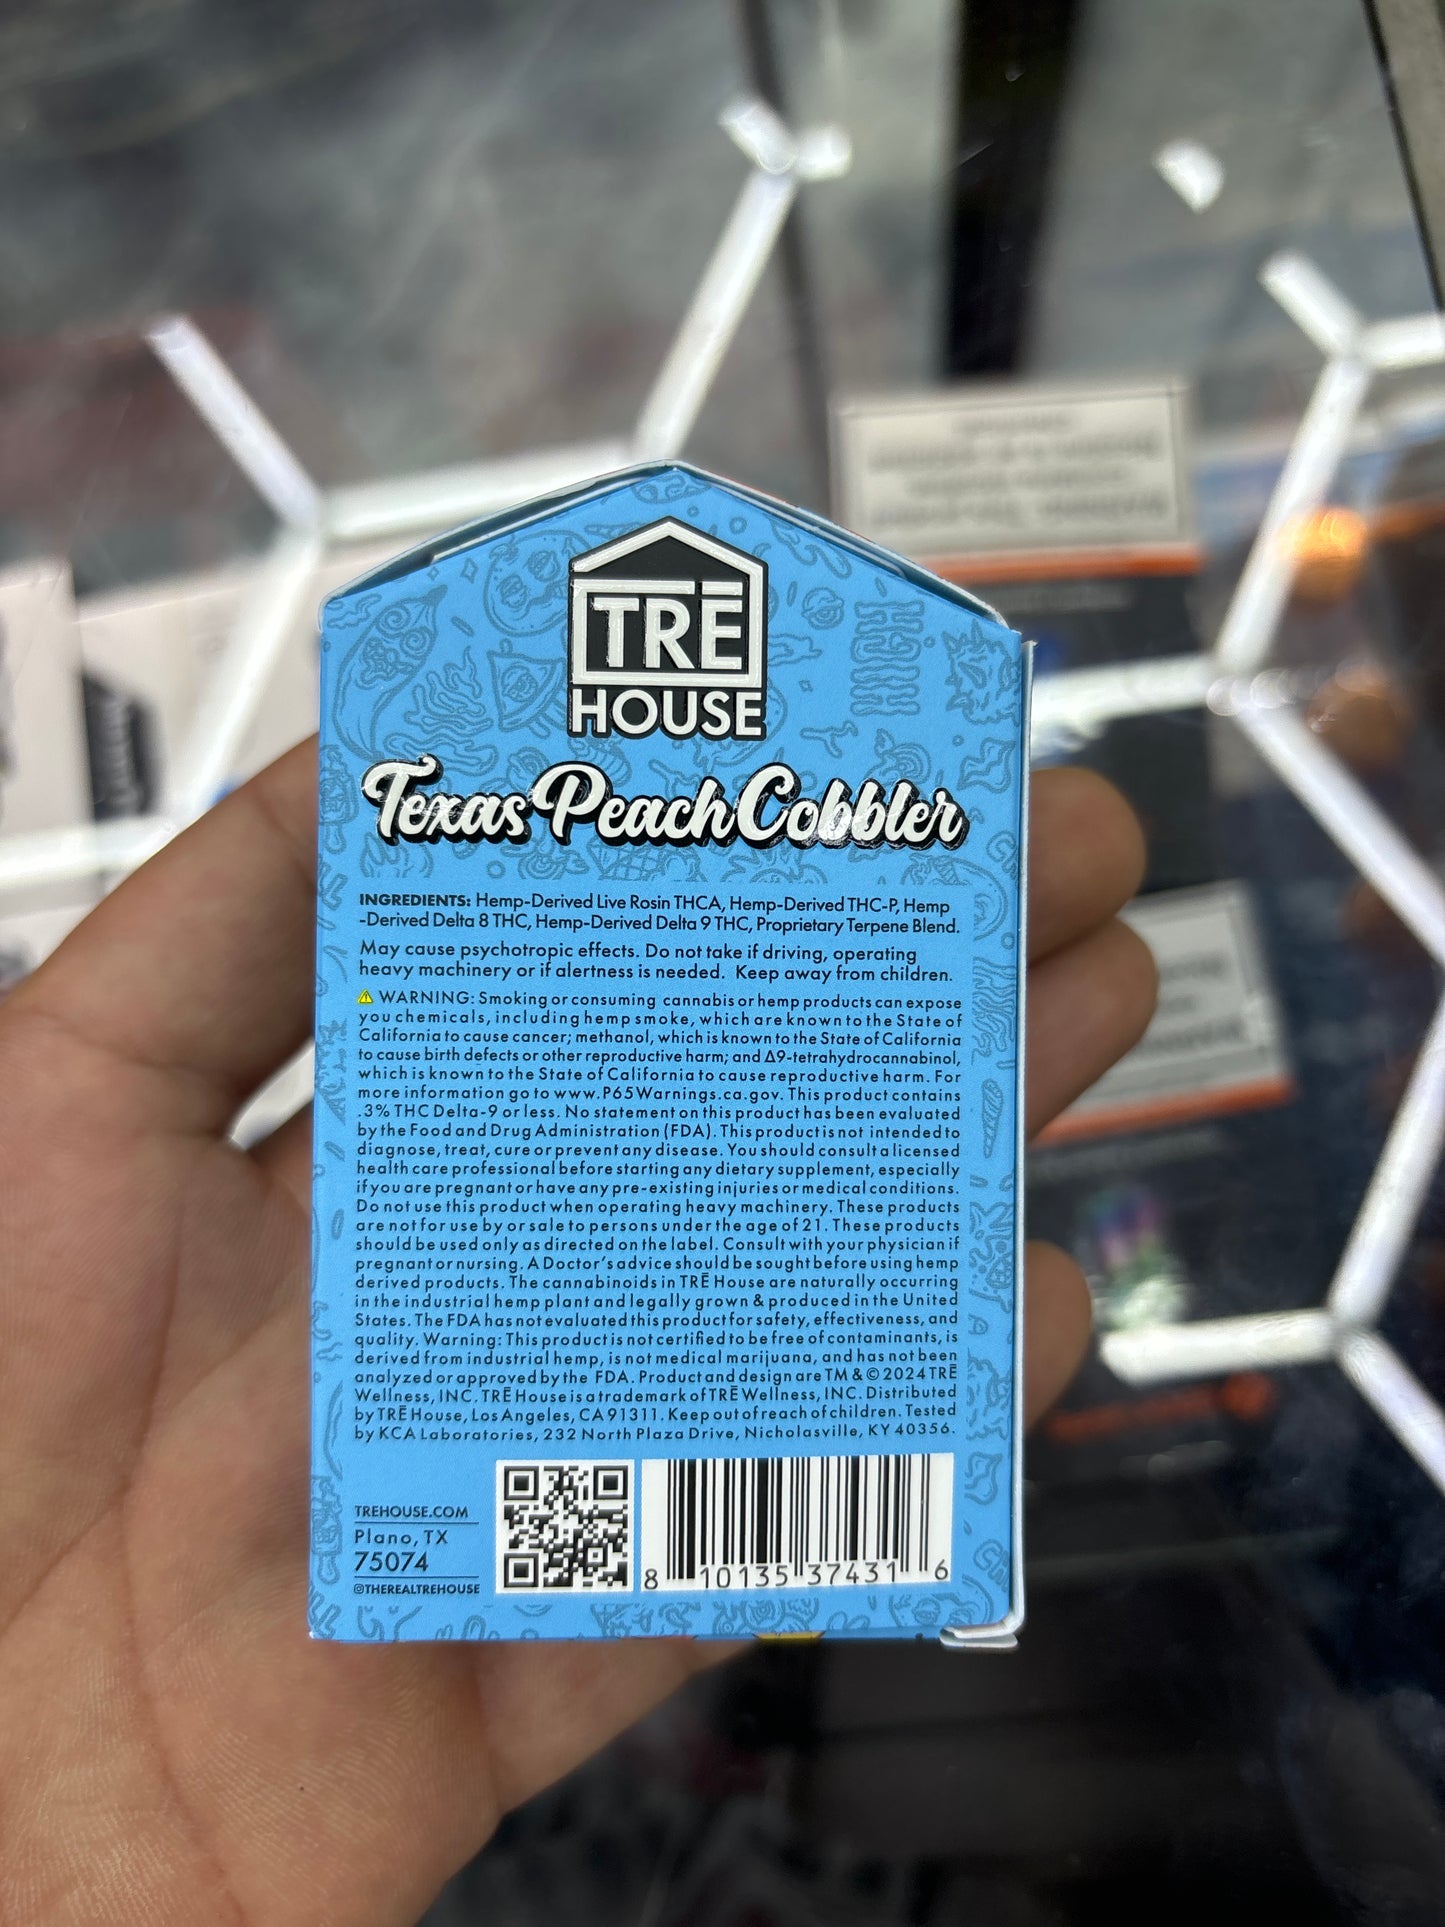 TRĒ
HOUSE
Texas Peach Cobbler
INGREDIENTS: Hemp-Derived Live Rosin THCA, Hemp-Derived THC-P, Hemp
-Derived Delta 8 THC, Hemp-Derived Delta 9 THC, Proprietary Terpene Blend.
May cause psychotropic effects. Do not take if driving, operating
heavy machinery or if alertness is needed. Keep away from children.
⚠ WARNING: Smoking or consuming cannabis or hemp products can expose
you chemicals, including hemp smoke, which are known to the State of
California to cause cancer; methanol, which is known to the State of California
to cause birth defects or other reproductive harm; and Δ9-tetrahydrocannabinol,
which is known to the State of California to cause reproductive harm. For
more information go to www.P65Warnings.ca.gov. This product contains
.3% THC Delta-9 or less. No statement on this product has been evaluated
by the Food and Drug Administration (FDA). This product is not intended to
diagnose, treat, cure or prevent any disease. You should consult a licensed
health care professional before starting any dietary supplement, especially
if you are pregnant or have any pre-existing injuries or medical conditions.
Do not use this product when operating heavy machinery. These products
are not for use by or sale to persons under the age of 21. These products
should be used only as directed on the label. Consult with your physician if
pregnant or nursing. A Doctor's advice should be sought before using hemp
derived products. The cannabinoids in TRĒ House are naturally occurring
in the industrial hemp plant and legally grown & produced in the United
States. The FDA has not evaluated this product for safety, effectiveness, and
quality. Warning: This product is not certified to be free of contaminants, is
derived from industrial hemp, is not medical marijuana, and has not been
analyzed or approved by the FDA. Product and design are TM & © 2024 TRĒ
Wellness, INC. TRĒ House is a trademark of TRĒ Wellness, INC. Distributed
by TRĒ House, Los Angeles, CA 91311. Keep out of reach of children. Tested
by KCA Laboratories, 232 North Plaza Drive, Nicholasville, KY 40356.
TREHOUSE.COM
Plano, TX
75074
@THEREALTREHOUSE
8 10135 37431 6